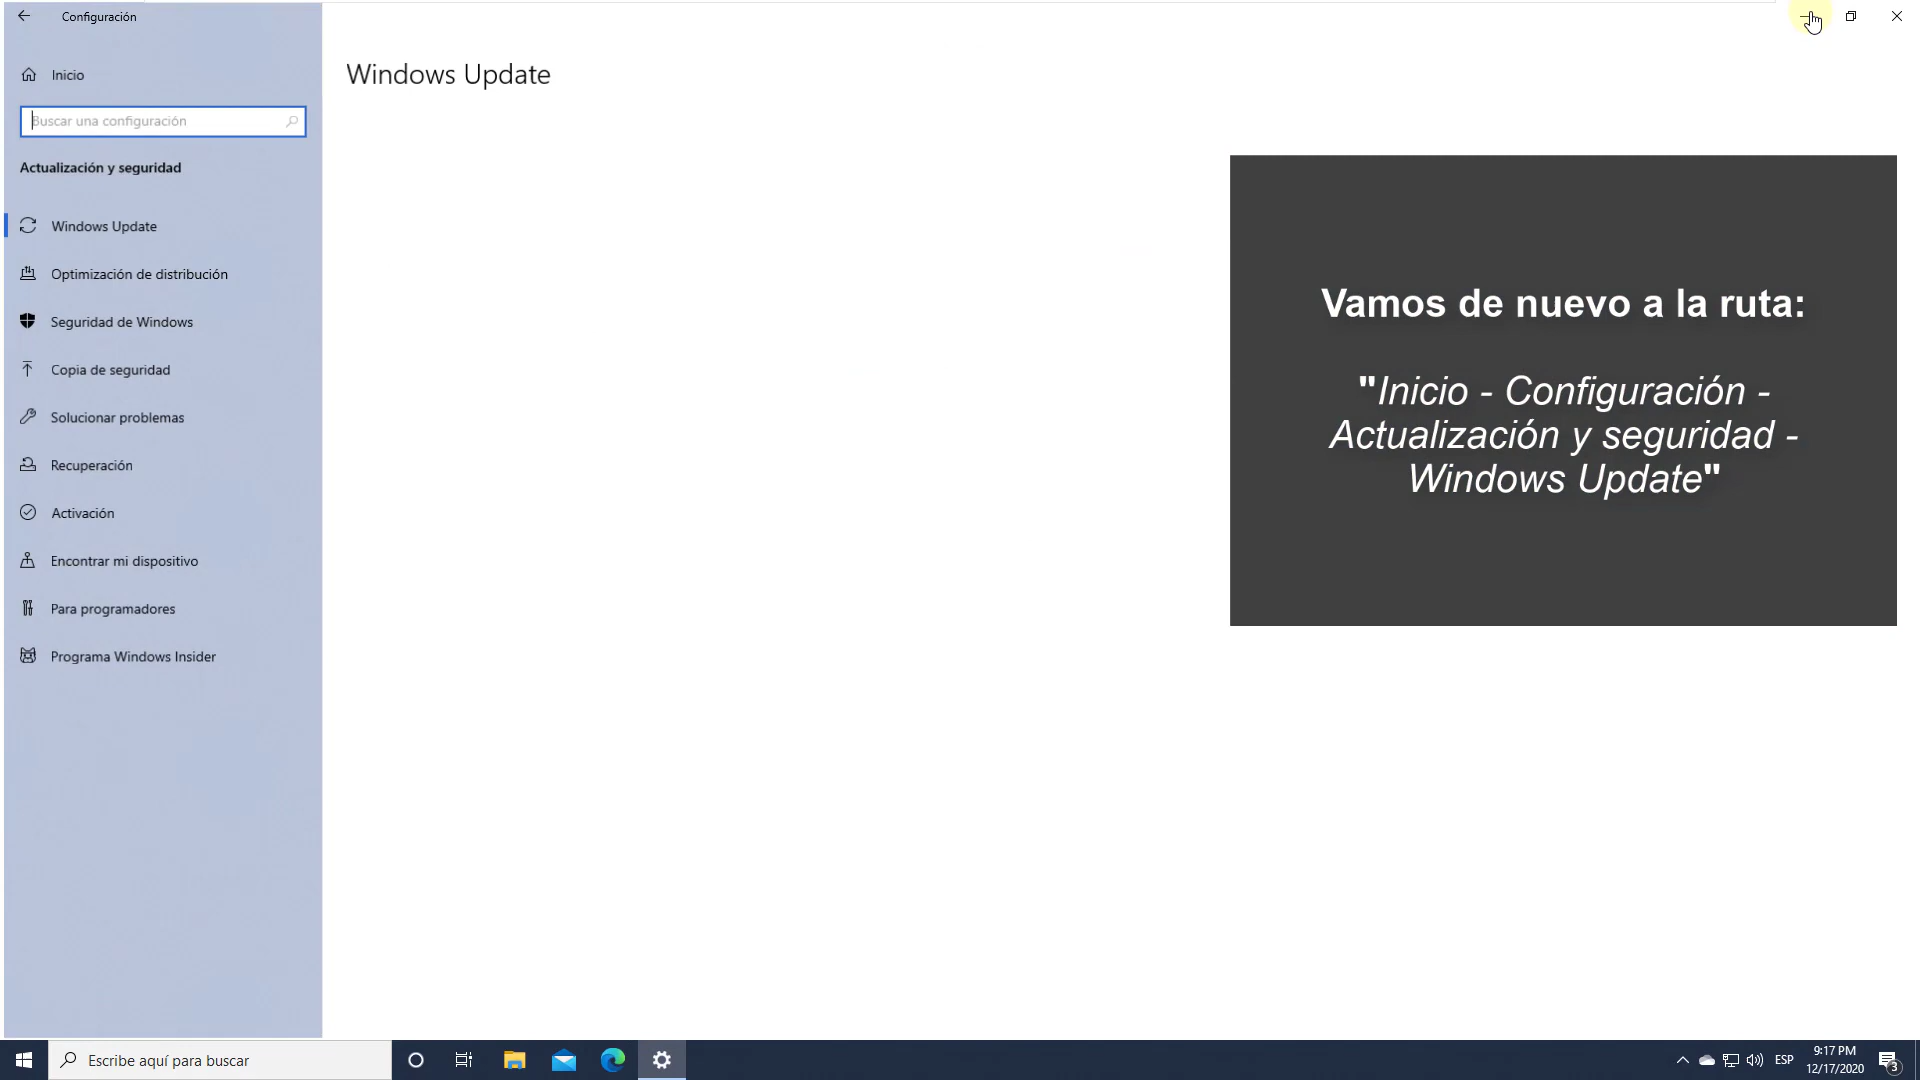 Configuración
Inicio
Buscar una configuración
Actualización y seguridad
Windows Update
Optimización de distribución
Seguridad de Windows
Copia de seguridad
Solucionar problemas
Recuperación
Activación
Encontrar mi dispositivo
Para programadores
Programa Windows Insider
Windows Update
Vamos de nuevo a la ruta:
"Inicio - Configuración -
Actualización y seguridad -
Windows Update"
Escribe aquí para buscar
ESP
9:17 PM
12/17/2020
3